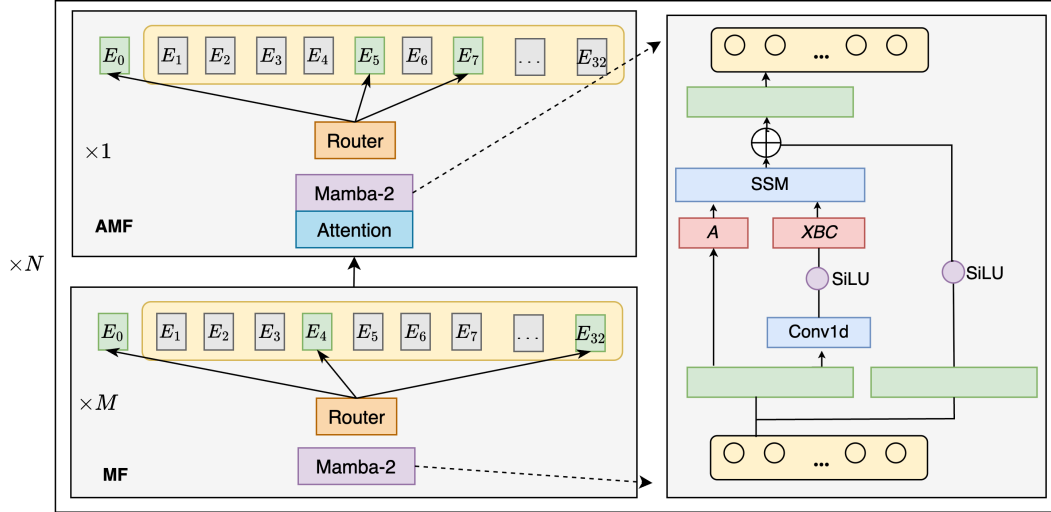 E0 E1 E2 E3 E4 E5 E6 E7 ... E32
Router
×1
Mamba-2
Attention
AMF
×N
E0 E1 E2 E3 E4 E5 E6 E7 ... E32
Router
×M
Mamba-2
MF
...
SSM
A
XBC
SiLU
SiLU
Conv1d
...